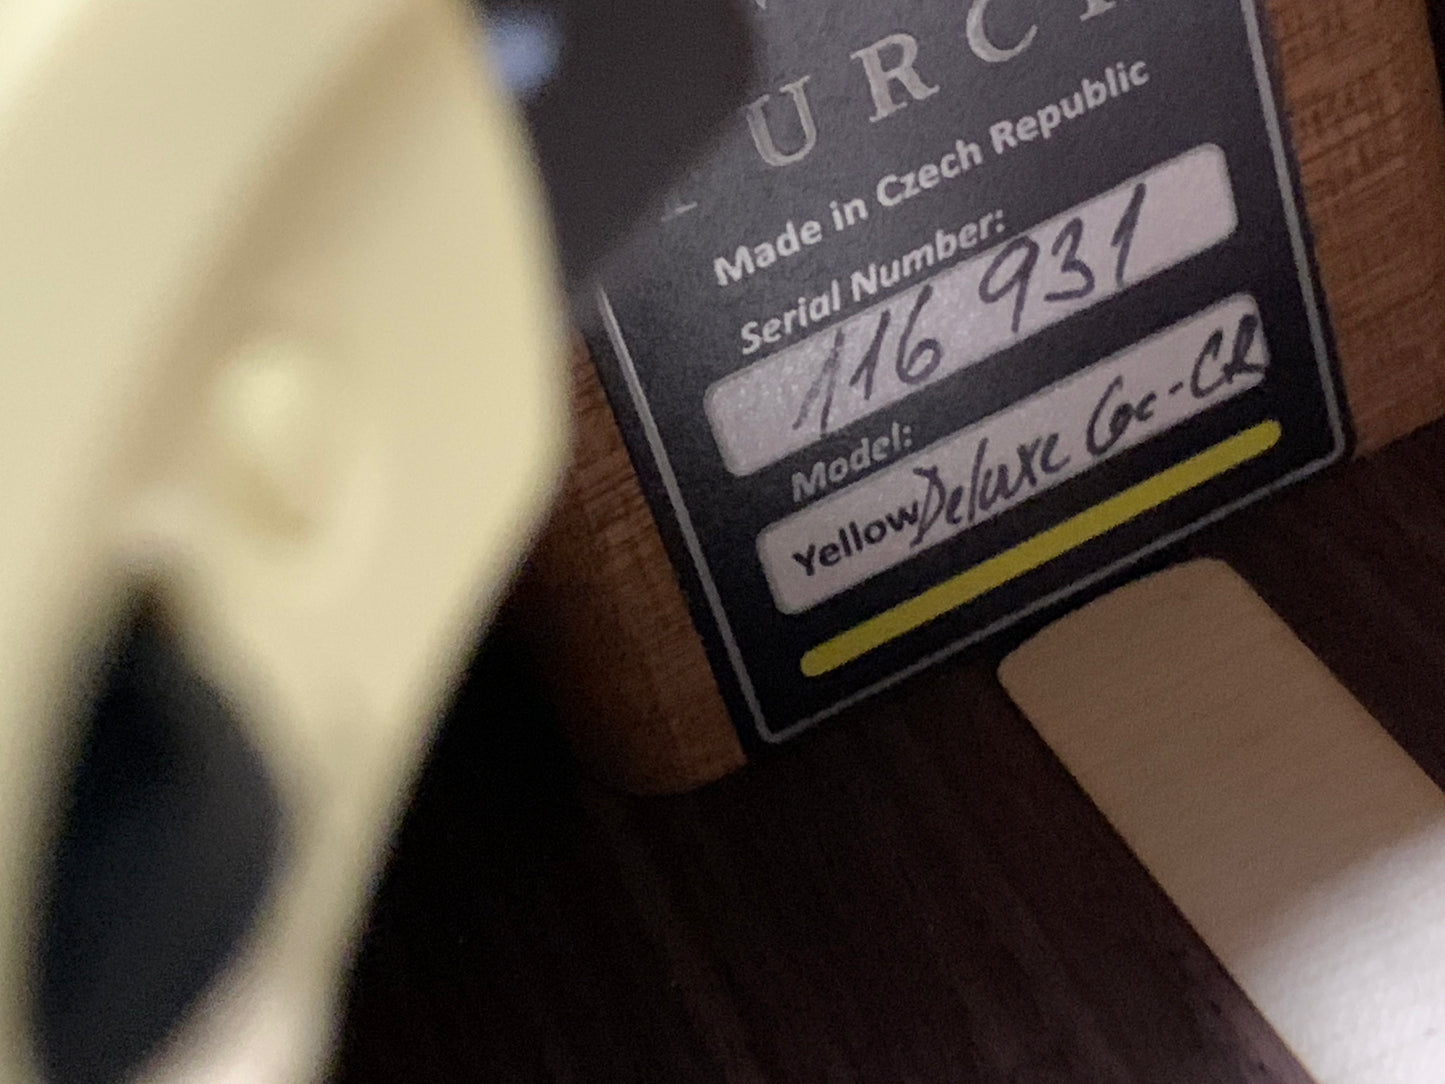 URC
Made in Czech Republic
Serial Number:
116 931
Model:
Yellow Deluxe Gc-CR